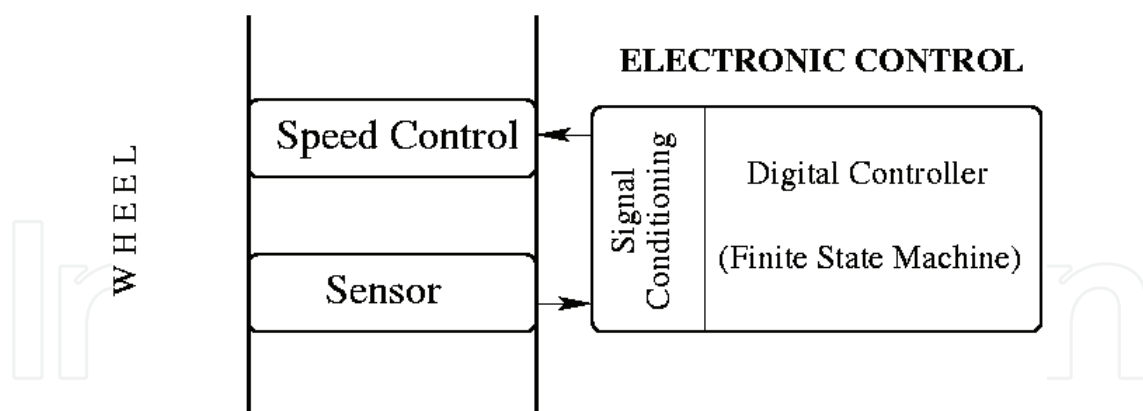 ELECTRONIC CONTROL
WHEEL
Speed Control
Sensor
Signal
Conditioning
Digital Controller
(Finite State Machine)